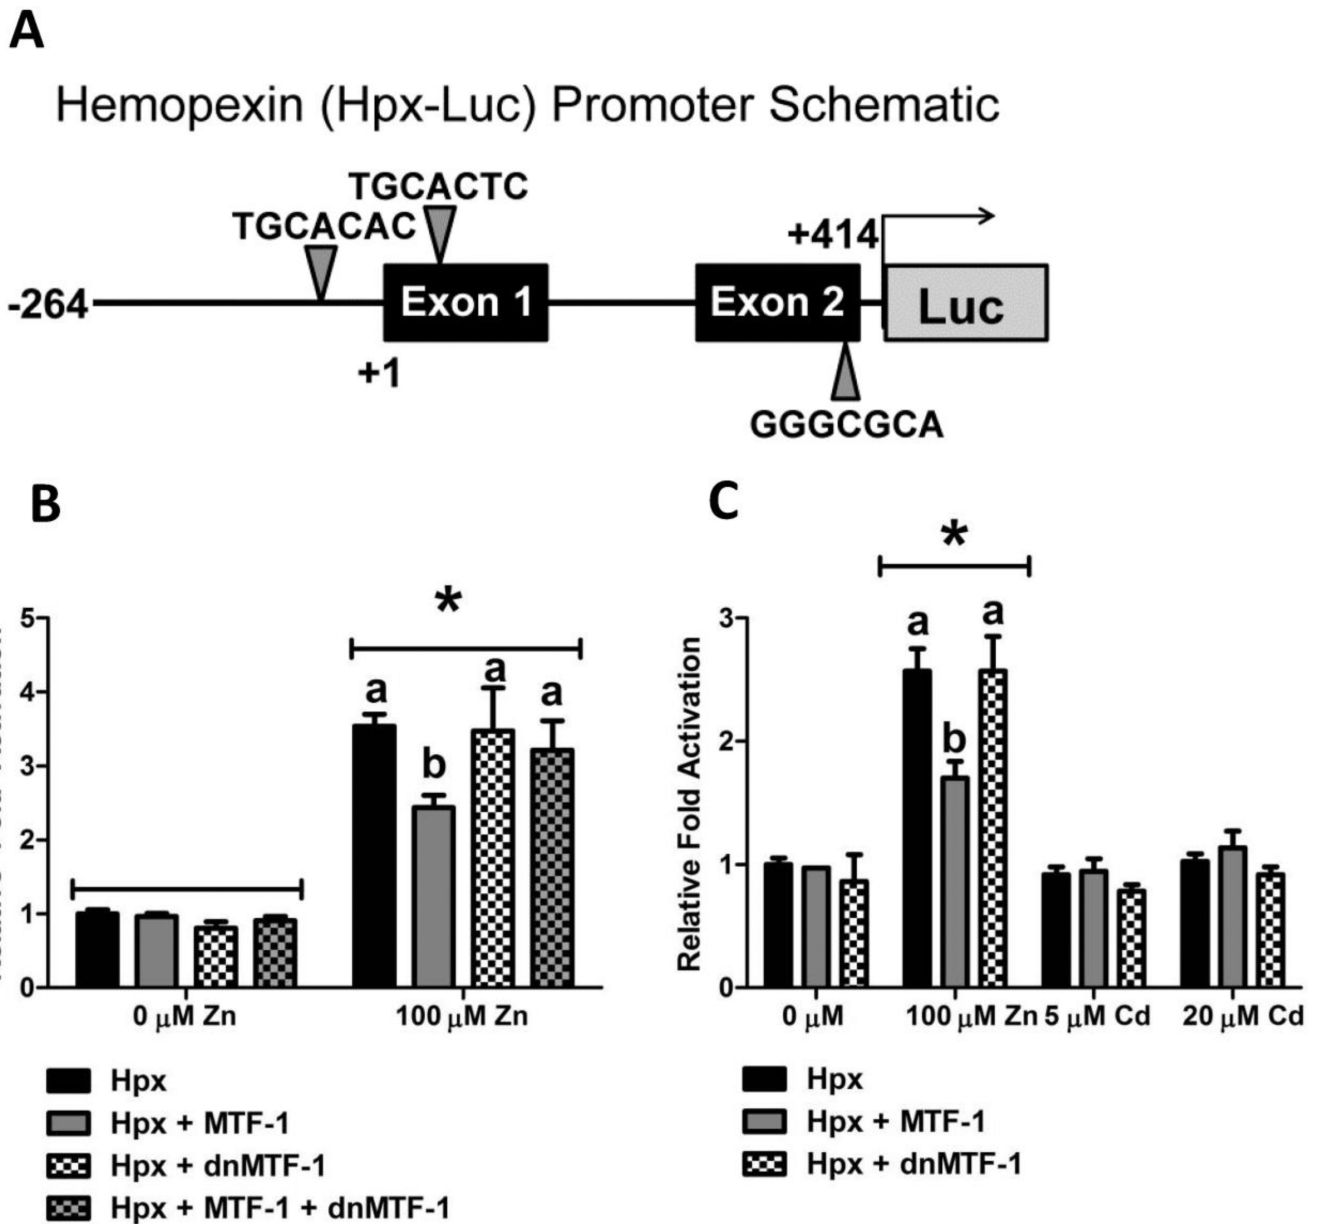 A
Hemopexin (Hpx-Luc) Promoter Schematic
TGCACTC
TGCACAC
+414
-264
Exon 1
Exon 2
Luc
+1
GGGCGCA
B
*
5
4
3
2
1
0
a
b
a
a
0 µM Zn
100 µM Zn
Hpx
Hpx + MTF-1
Hpx + dnMTF-1
Hpx + MTF-1 + dnMTF-1
C
*
Relative Fold Activation
3
2
1
0
a
b
a
0 µM
100 µM Zn
5 µM Cd
20 µM Cd
Hpx
Hpx + MTF-1
Hpx + dnMTF-1